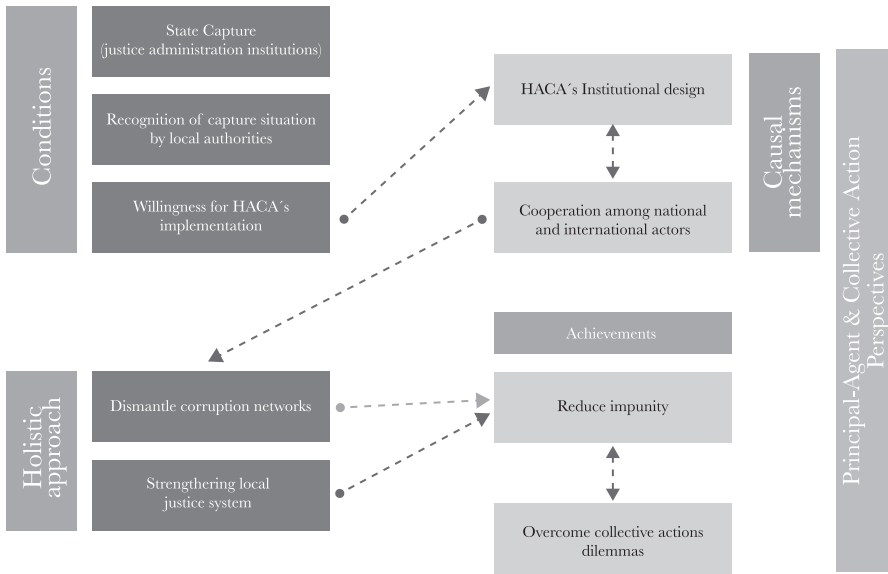 Conditions
State Capture
(justice administration institutions)
Recognition of capture situation
by local authorities
Willingness for HACA´s
implementation
HACA´s Institutional design
Cooperation among national
and international actors
Causal
mechanisms
Principal-Agent & Collective Action
Perspectives
Holistic
approach
Dismantle corruption networks
Strengthering local
justice system
Achievements
Reduce impunity
Overcome collective actions
dilemmas